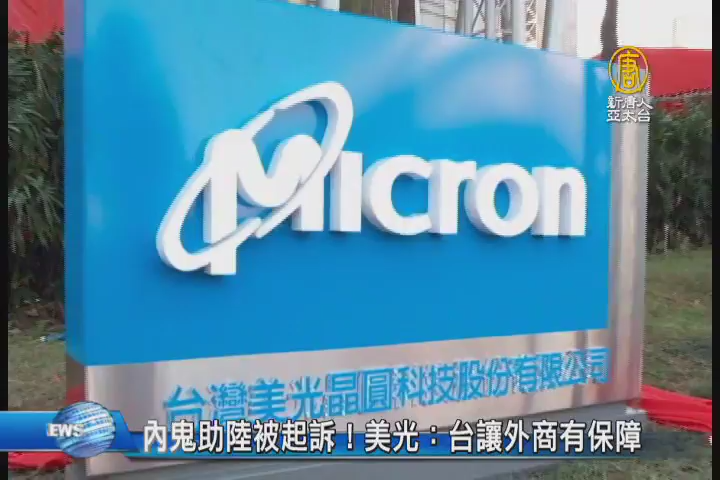 唐
新唐人
亞太台
Micron
台灣美光晶圓科技股份有限公司
EWS
內鬼助陸被起訴！美光：台讓外商有保障